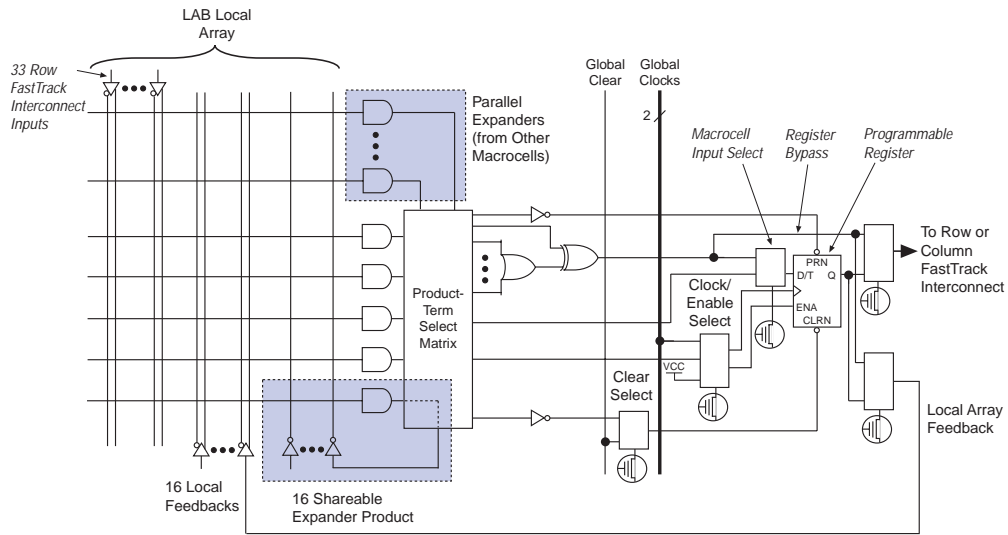 LAB Local
Array
33 Row
FastTrack
Interconnect
Inputs
Parallel
Expanders
(from Other
Macrocells)
Global
Clear
Global
Clocks
2
Macrocell
Input Select
Register
Bypass
Programmable
Register
To Row or
Column
FastTrack
Interconnect
PRN
D/T Q
ENA
CLRN
Clock/
Enable
Select
Product-
Term
Select
Matrix
VCC
Clear
Select
Local Array
Feedback
16 Local
Feedbacks
16 Shareable
Expander Product